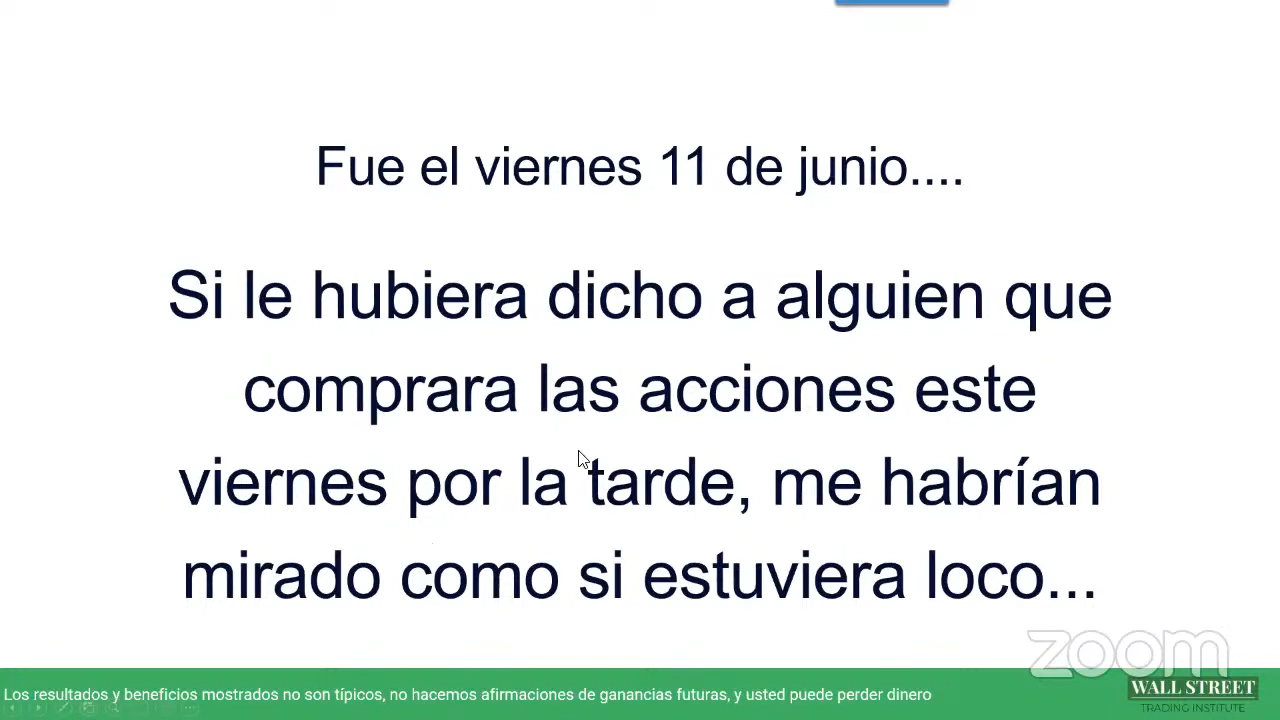 Fue el viernes 11 de junio....
Si le hubiera dicho a alguien que
comprara las acciones este
viernes por la tarde, me habrían
mirado como si estuviera loco...
zoom
Los resultados y beneficios mostrados no son típicos, no hacemos afirmaciones de ganancias futuras, y usted puede perder dinero
WALL STREET
TRADING INSTITUTE